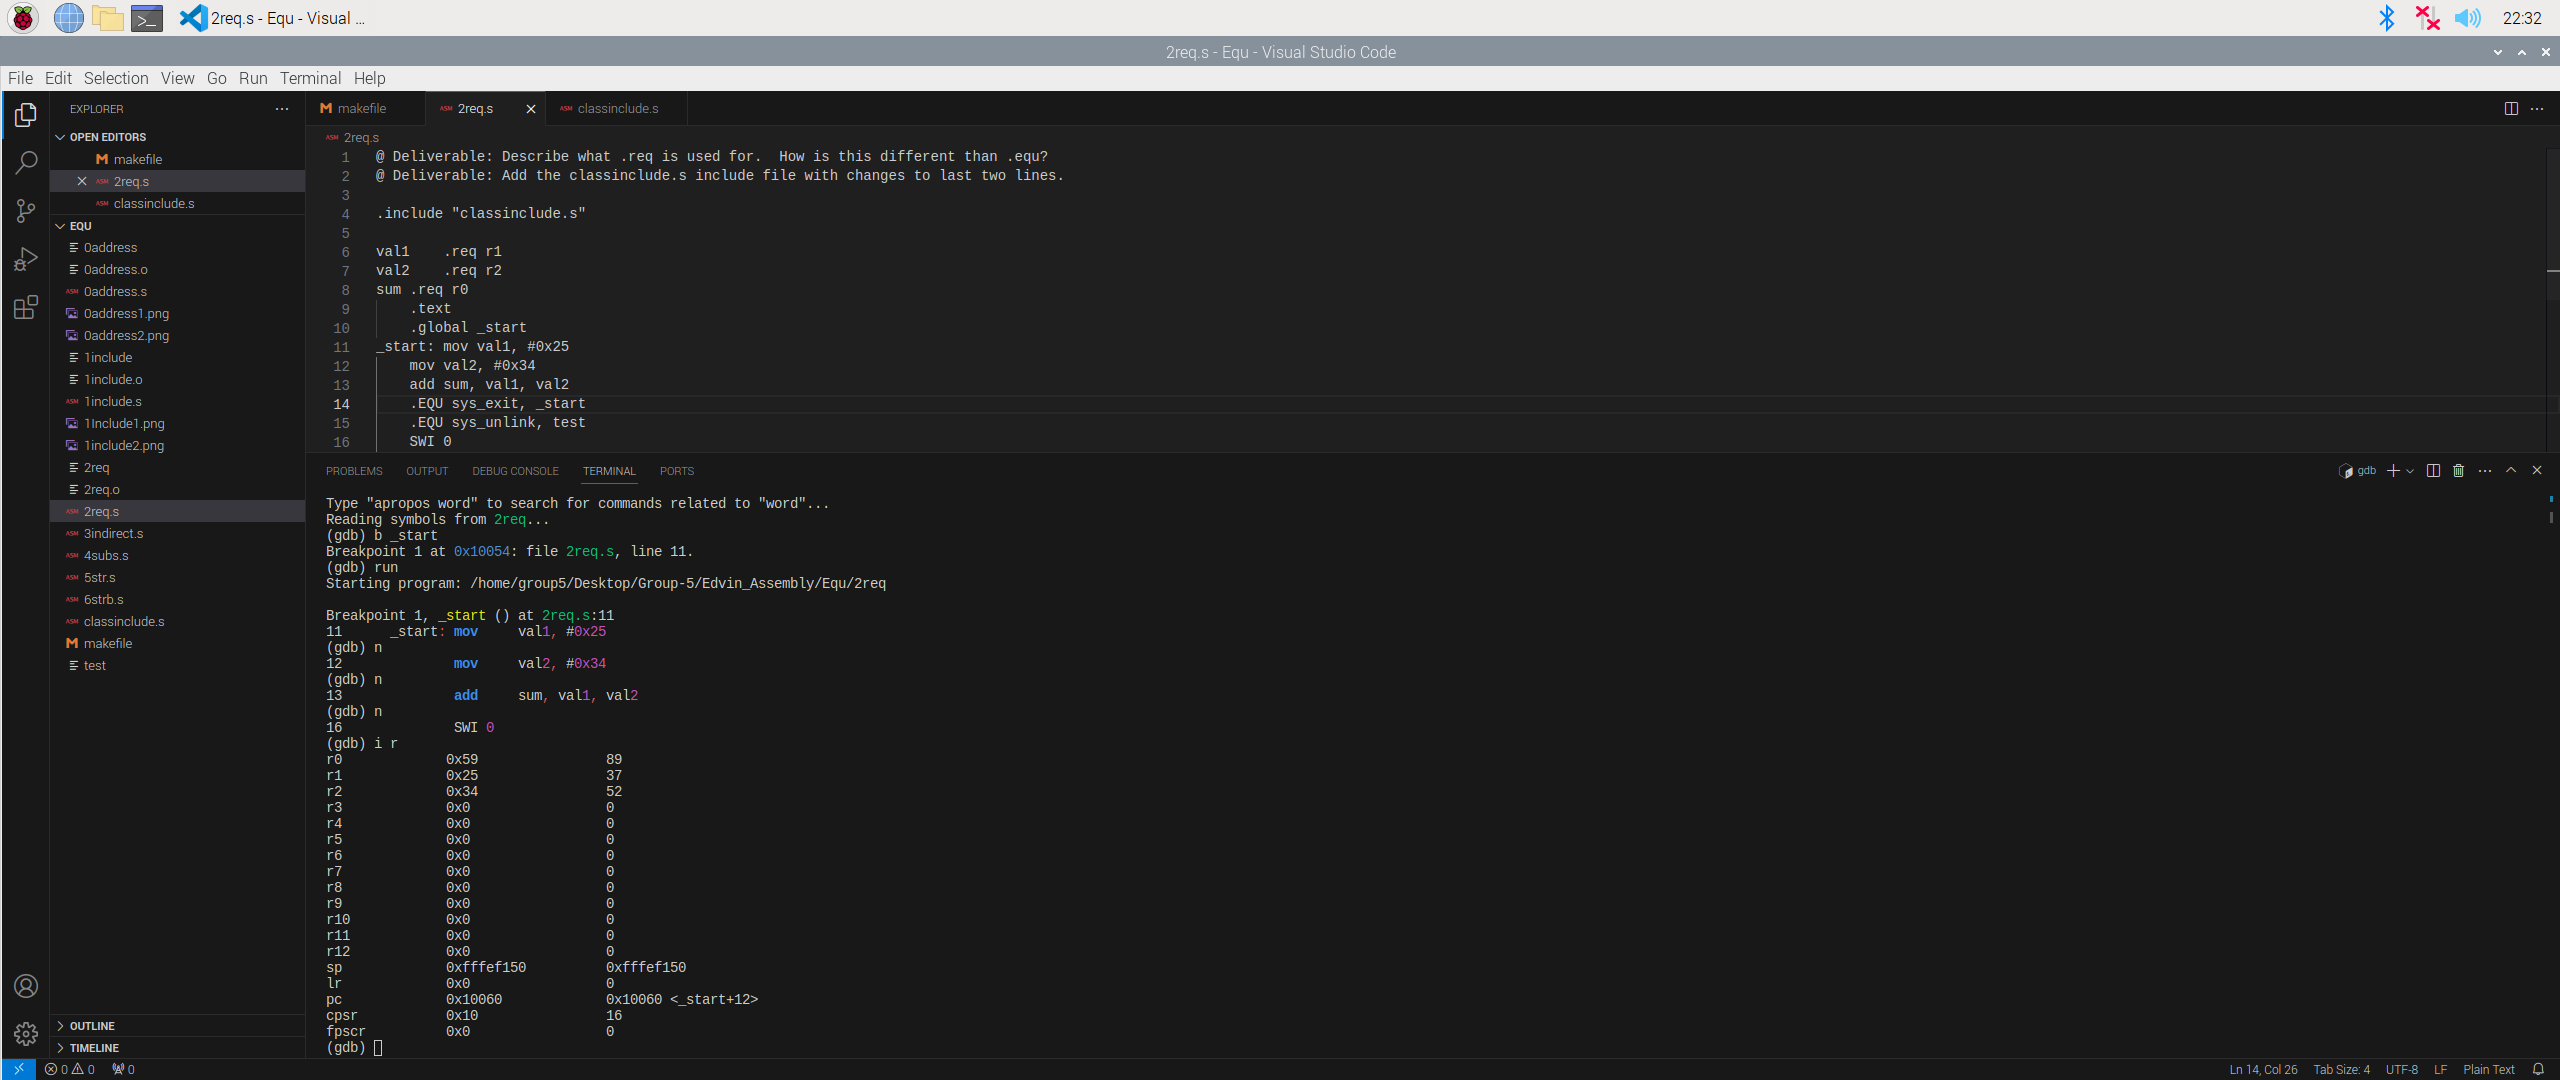 2req.s - Equ - Visual ...
22:32
2req.s - Equ - Visual Studio Code
File Edit Selection View Go Run Terminal Help
EXPLORER
OPEN EDITORS
makefile
2req.s
classinclude.s
EQU
0address
0address.o
0address.s
0address1.png
0address2.png
1include
1include.o
1include.s
1Include1.png
1include2.png
2req
2req.o
2req.s
3indirect.s
4subs.s
5str.s
6strb.s
classinclude.s
makefile
test
OUTLINE
TIMELINE
makefile 2req.s classinclude.s
2req.s
1 @ Deliverable: Describe what .req is used for.  How is this different than .equ?
2 @ Deliverable: Add the classinclude.s include file with changes to last two lines.
3
4 .include "classinclude.s"
5
6 val1    .req r1
7 val2    .req r2
8 sum .req r0
9     .text
10     .global _start
11 _start: mov val1, #0x25
12     mov val2, #0x34
13     add sum, val1, val2
14     .EQU sys_exit, _start
15     .EQU sys_unlink, test
16     SWI 0
PROBLEMS OUTPUT DEBUG CONSOLE TERMINAL PORTS
gdb
Type "apropos word" to search for commands related to "word"...
Reading symbols from 2req...
(gdb) b _start
Breakpoint 1 at 0x10054: file 2req.s, line 11.
(gdb) run
Starting program: /home/group5/Desktop/Group-5/Edvin_Assembly/Equ/2req
Breakpoint 1, _start () at 2req.s:11
11      _start: mov     val1, #0x25
(gdb) n
12              mov     val2, #0x34
(gdb) n
13              add     sum, val1, val2
(gdb) n
16              SWI 0
(gdb) i r
r0             0x59                89
r1             0x25                37
r2             0x34                52
r3             0x0                 0
r4             0x0                 0
r5             0x0                 0
r6             0x0                 0
r7             0x0                 0
r8             0x0                 0
r9             0x0                 0
r10            0x0                 0
r11            0x0                 0
r12            0x0                 0
sp             0xfffef150          0xfffef150
lr             0x0                 0
pc             0x10060             0x10060 <_start+12>
cpsr           0x10                16
fpscr          0x0                 0
(gdb)
0 0 0
Ln 14, Col 26 Tab Size: 4 UTF-8 LF Plain Text